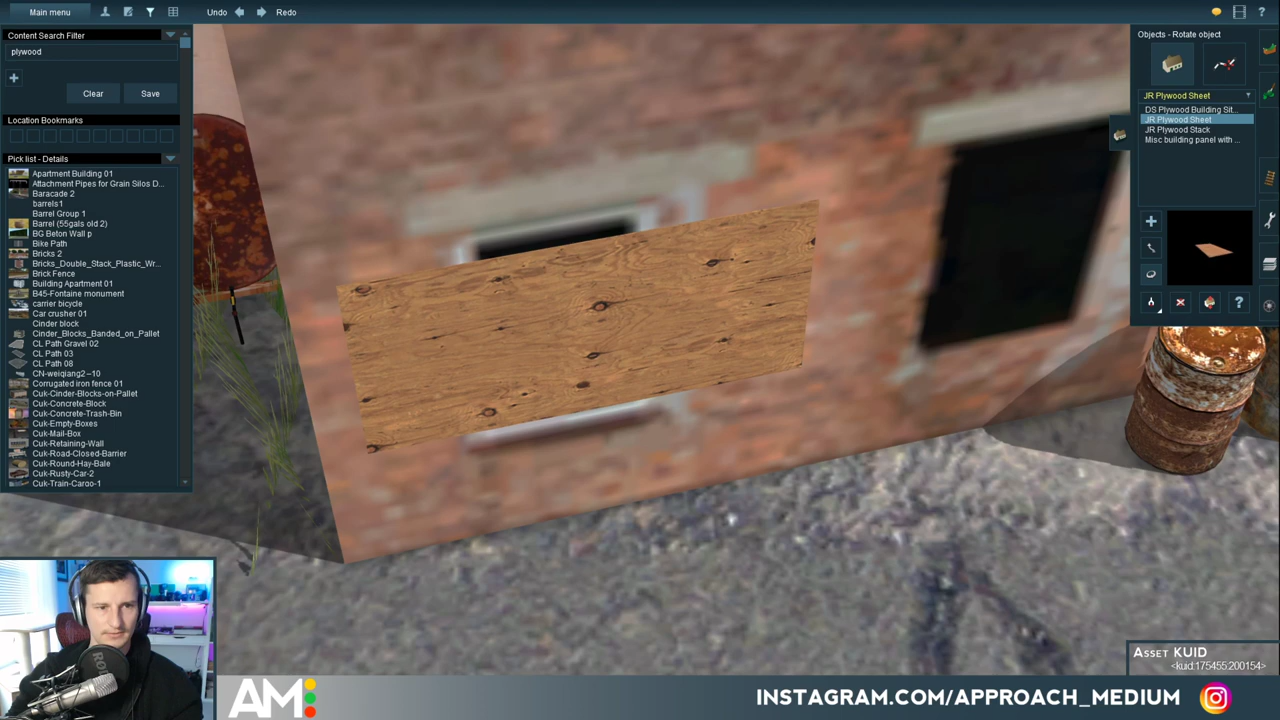 Main menu
Undo
Redo
Content Search Filter
plywood
Clear
Save
Location Bookmarks
Pick list - Details
Apartment Building 01
Attachment Pipes for Grain Silos D...
Baracade 2
barrels1
Barrel Group 1
Barrel (55gals old 2)
BG Beton Wall p
Bike Path
Bricks 2
Bricks_Double_Stack_Plastic_Wr...
Brick Fence
Building Apartment 01
B45-Fontaine monument
carrier bicycle
Car crusher 01
Cinder block
Cinder_Blocks_Banded_on_Pallet
CL Path Gravel 02
CL Path 03
CL Path 08
CN-weiqiang2-10
Corrugated iron fence 01
Cuk-Cinder-Blocks-on-Pallet
Cuk-Concrete-Block
Cuk-Concrete-Trash-Bin
Cuk-Empty-Boxes
Cuk-Mail-Box
Cuk-Retaining-Wall
Cuk-Road-Closed-Barrier
Cuk-Round-Hay-Bale
Cuk-Rusty-Car-2
Cuk-Train-Cargo-1
Objects - Rotate object
JR Plywood Sheet
DS Plywood Building Sit...
JR Plywood Sheet
JR Plywood Stack
Misc building panel with ...
Asset KUID
<kuid:175455:200154>
AM
INSTAGRAM.COM/APPROACH_MEDIUM